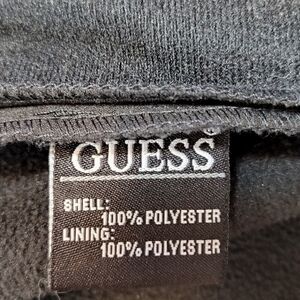 GUESS
SHELL:
100% POLYESTER
LINING:
100% POLYESTER